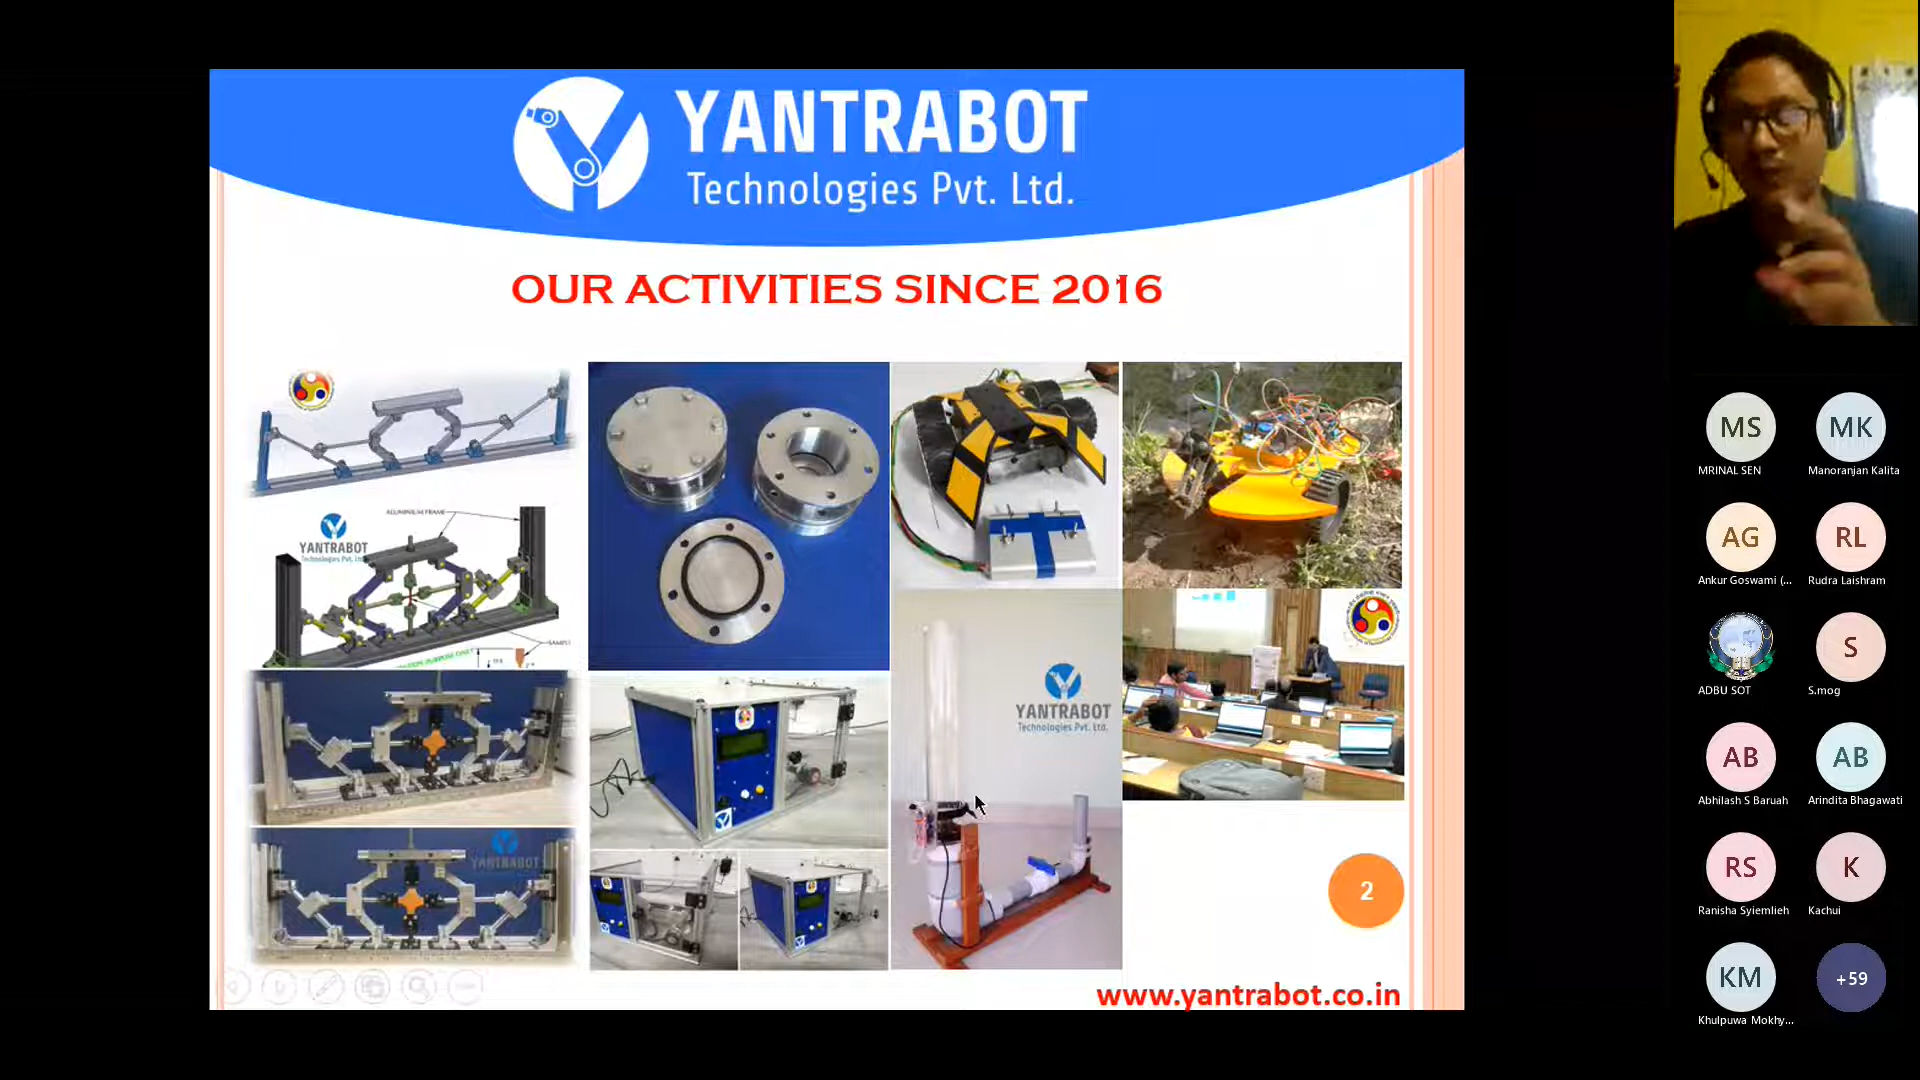 YANTRABOT
Technologies Pvt. Ltd.
OUR ACTIVITIES SINCE 2016
ALUMINIUM FRAME
YANTRABOT
Technologies Pvt. Ltd.
SAMPLE
YANTRABOT
YANTRABOT
Technologies Pvt. Ltd.
2
www.yantrabot.co.in
MS
MRINAL SEN
MK
Manoranjan Kalita
AG
Ankur Goswami (...
RL
Rudra Laishram
ADBU SOT
S
S.mog
AB
Abhilash S Baruah
AB
Arindita Bhagawati
RS
Ranisha Syiemlieh
K
Kachui
KM
Khulpuwa Mokhy...
+59